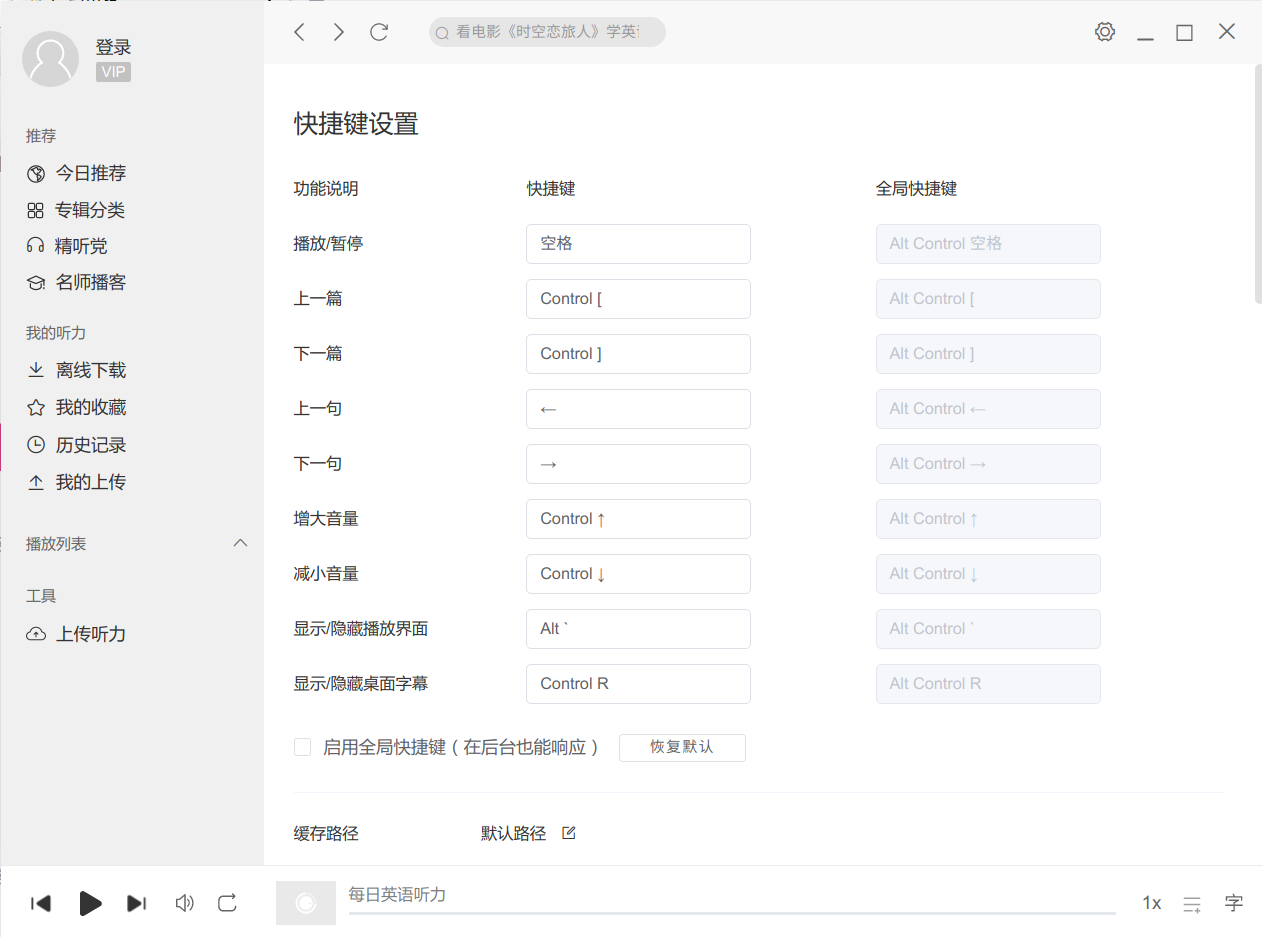 登录
VIP
看电影《时空恋旅人》学英
推荐
今日推荐
专辑分类
精听党
名师播客
我的听力
离线下载
我的收藏
历史记录
我的上传
播放列表
工具
上传听力
快捷键设置
功能说明 快捷键 全局快捷键
播放/暂停 空格 Alt Control 空格
上一篇 Control [ Alt Control [
下一篇 Control ] Alt Control ]
上一句 ← Alt Control ←
下一句 → Alt Control →
增大音量 Control ↑ Alt Control ↑
减小音量 Control ↓ Alt Control ↓
显示/隐藏播放界面 Alt ` Alt Control `
显示/隐藏桌面字幕 Control R Alt Control R
启用全局快捷键（在后台也能响应） 恢复默认
缓存路径 默认路径
每日英语听力
1x 字